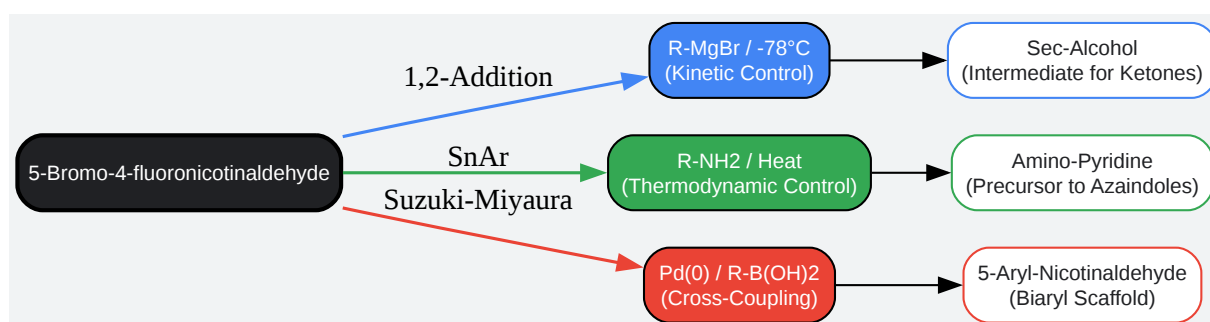 5-Bromo-4-fluoronicotinaldehyde
1,2-Addition
R-MgBr / -78°C
(Kinetic Control)
Sec-Alcohol
(Intermediate for Ketones)
SnAr
R-NH2 / Heat
(Thermodynamic Control)
Amino-Pyridine
(Precursor to Azaindoles)
Suzuki-Miyaura
Pd(0) / R-B(OH)2
(Cross-Coupling)
5-Aryl-Nicotinaldehyde
(Biaryl Scaffold)